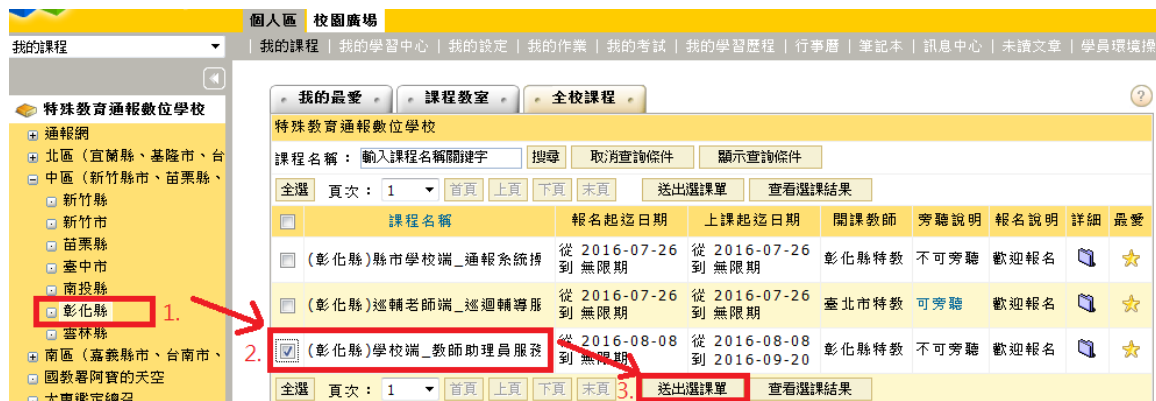 個人區 校園廣場
我的課程
我的課程 | 我的學習中心 | 我的設定 | 我的作業 | 我的考試 | 我的學習歷程 | 行事曆 | 筆記本 | 訊息中心 | 未讀文章 | 學員環境操
特殊教育通報數位學校
通報網
北區（宜蘭縣、基隆市、台
中區（新竹縣市、苗栗縣、
新竹縣
新竹市
苗栗縣
臺中市
南投縣
彰化縣
1.
雲林縣
南區（嘉義縣市、台南市、
國教署阿寶的天空
我的最愛 課程教室 全校課程 ?
特殊教育通報數位學校
課程名稱： 輸入課程名稱關鍵字 搜尋 取消查詢條件 顯示查詢條件
全選 頁次： 1 首頁 上頁 下頁 末頁 送出選課單 查看選課結果
課程名稱 報名起迄日期 上課起迄日期 開課教師 旁聽說明 報名說明 詳細 最愛
(彰化縣)縣市學校端_通報系統操 從 2016-07-26 到 無限期 從 2016-07-26 到 無限期 彰化縣特教 不可旁聽 歡迎報名
(彰化縣)巡輔老師端_巡迴輔導服 從 2016-07-26 到 無限期 從 2016-07-26 到 無限期 臺北市特教 可旁聽 歡迎報名
2. (彰化縣)學校端_教師助理員服務 從 2016-08-08 到 無限期 從 2016-08-08 到 2016-09-20 彰化縣特教 不可旁聽 歡迎報名
全選 頁次： 1 首頁 上頁 下頁 末頁 3. 送出選課單 查看選課結果